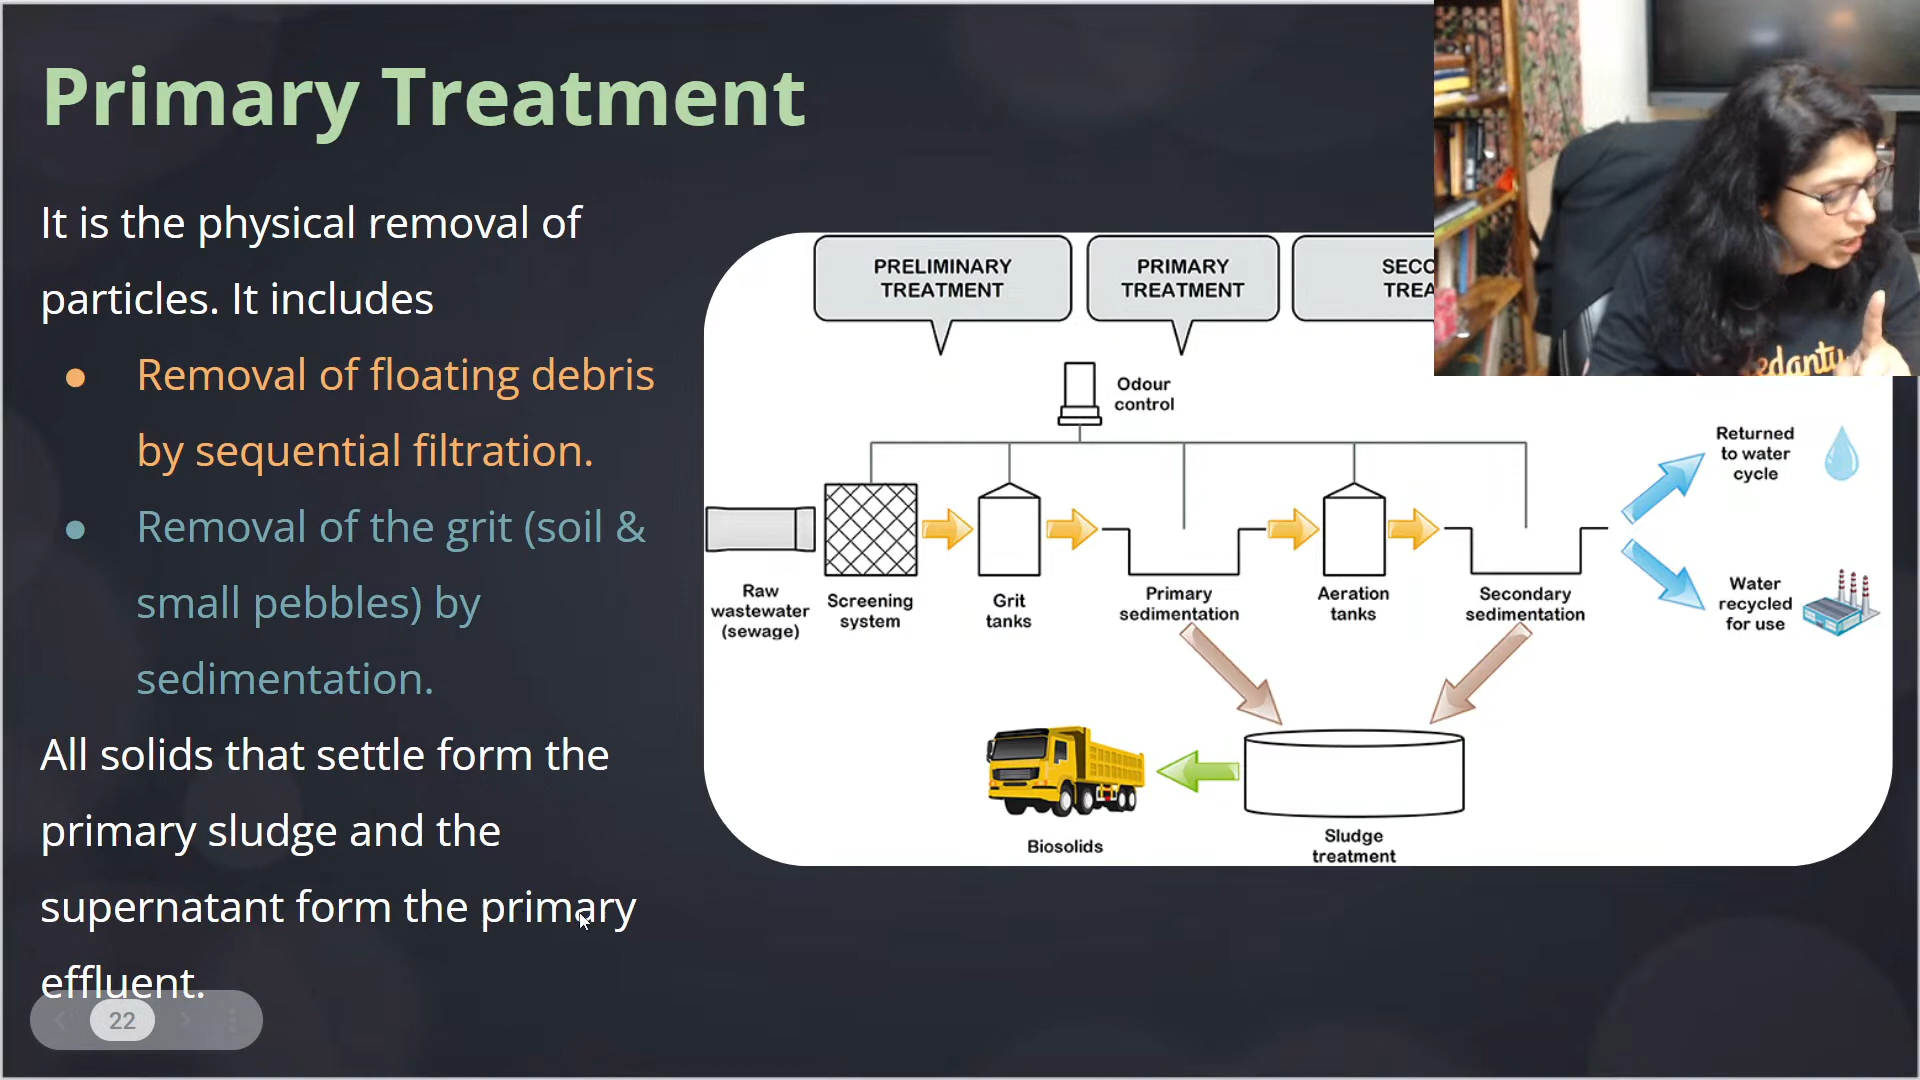 Primary Treatment
It is the physical removal of
particles. It includes
● Removal of floating debris
by sequential filtration.
● Removal of the grit (soil &
small pebbles) by
sedimentation.
All solids that settle form the
primary sludge and the
supernatant form the primary
effluent.
22
PRELIMINARY
TREATMENT
PRIMARY
TREATMENT
SECO
TREA
Odour
control
Raw
wastewater
(sewage)
Screening
system
Grit
tanks
Primary
sedimentation
Aeration
tanks
Secondary
sedimentation
Returned
to water
cycle
Water
recycled
for use
Biosolids
Sludge
treatment
edantu